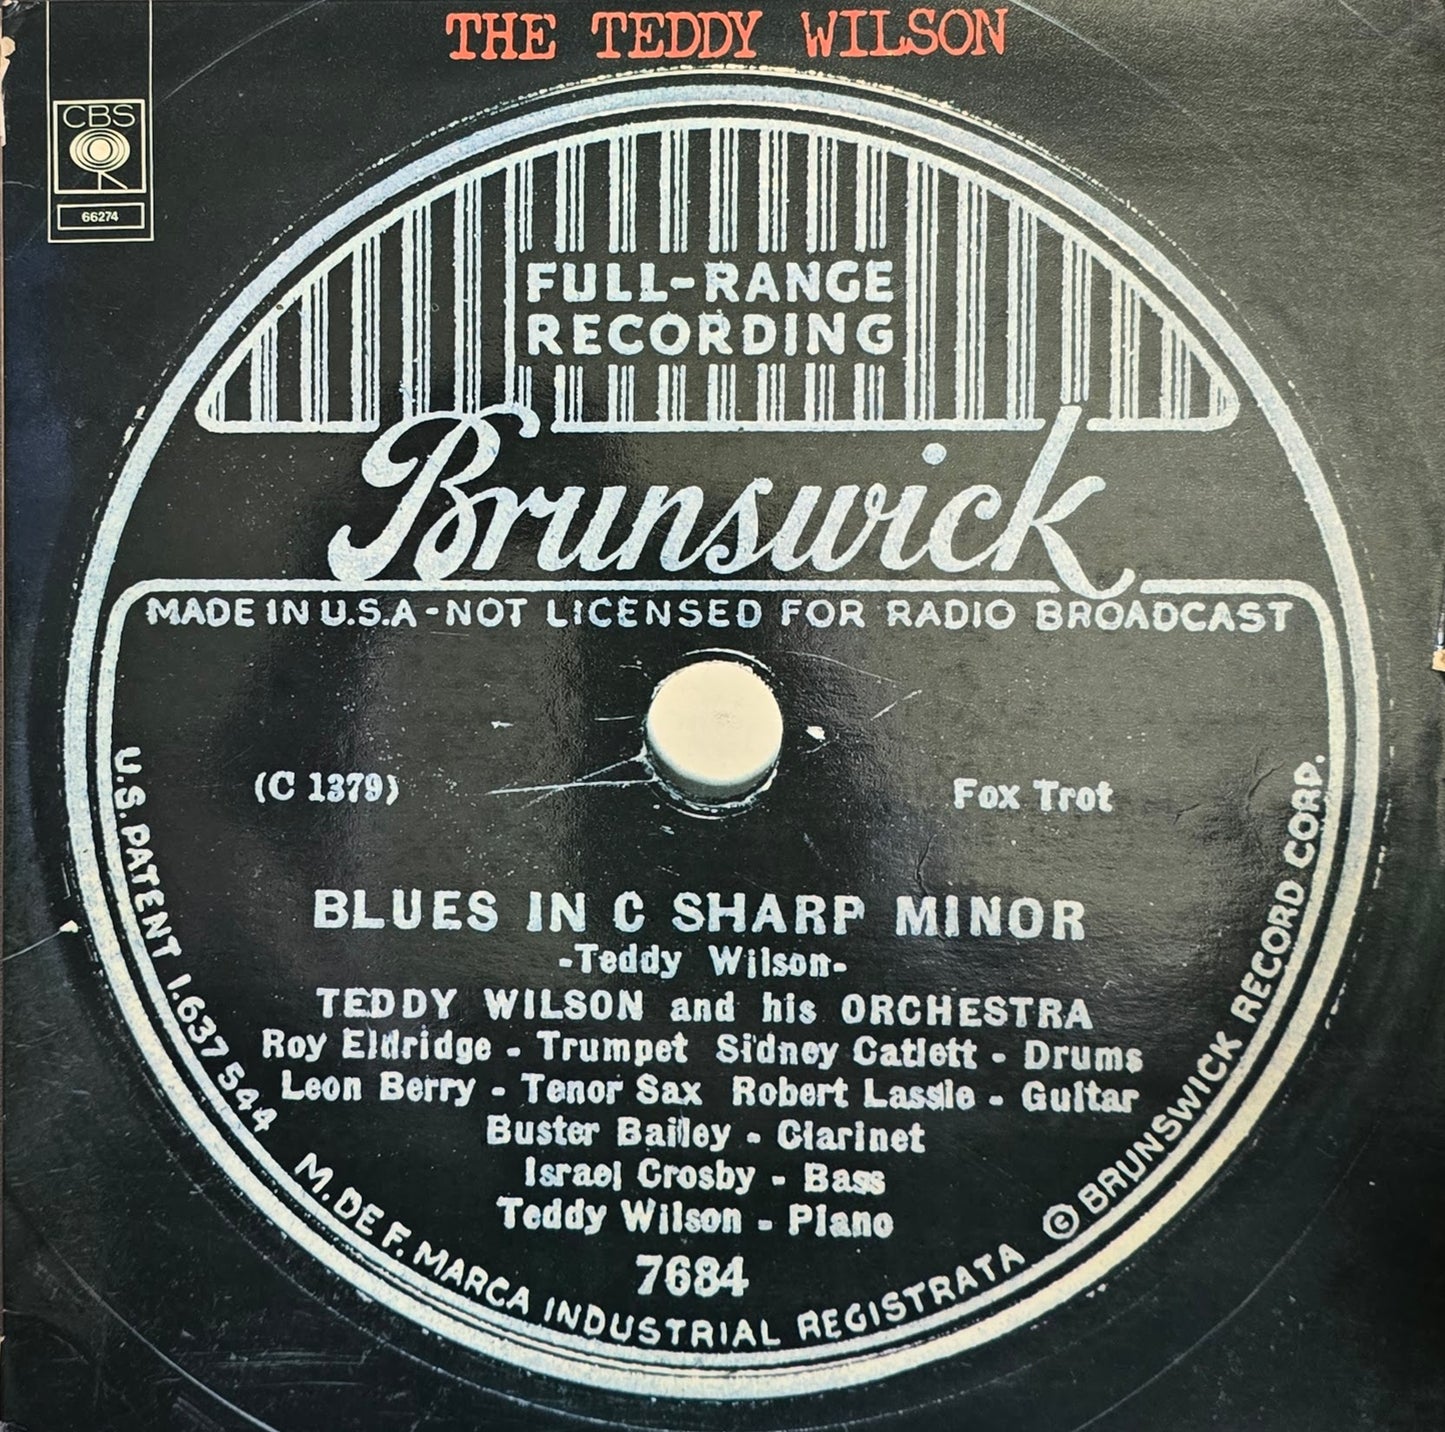 THE TEDDY WILSON
CBS
66274
FULL-RANGE
RECORDING
Brunswick
MADE IN U.S.A-NOT LICENSED FOR RADIO BROADCAST
(C 1379)
Fox Trot
BLUES IN C SHARP MINOR
-Teddy Wilson-
TEDDY WILSON and his ORCHESTRA
Roy Eldridge - Trumpet Sidney Catlett - Drums
Leon Berry - Tenor Sax Robert Lassie - Guitar
Buster Bailey - Clarinet
Israel Crosby - Bass
Teddy Wilson - Piano
7684
U.S. PATENT 1.637 544 M. DE F. MARCA INDUSTRIAL REGISTRATA © BRUNSWICK RECORD CORP.